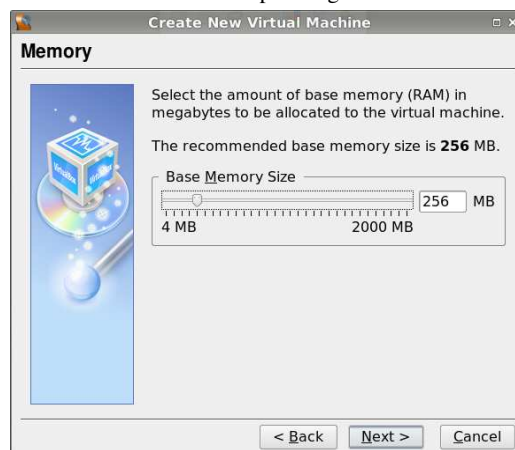 Create New Virtual Machine
Memory
Select the amount of base memory (RAM) in
megabytes to be allocated to the virtual machine.
The recommended base memory size is 256 MB.
Base Memory Size
256 MB
4 MB 2000 MB
< Back Next > Cancel